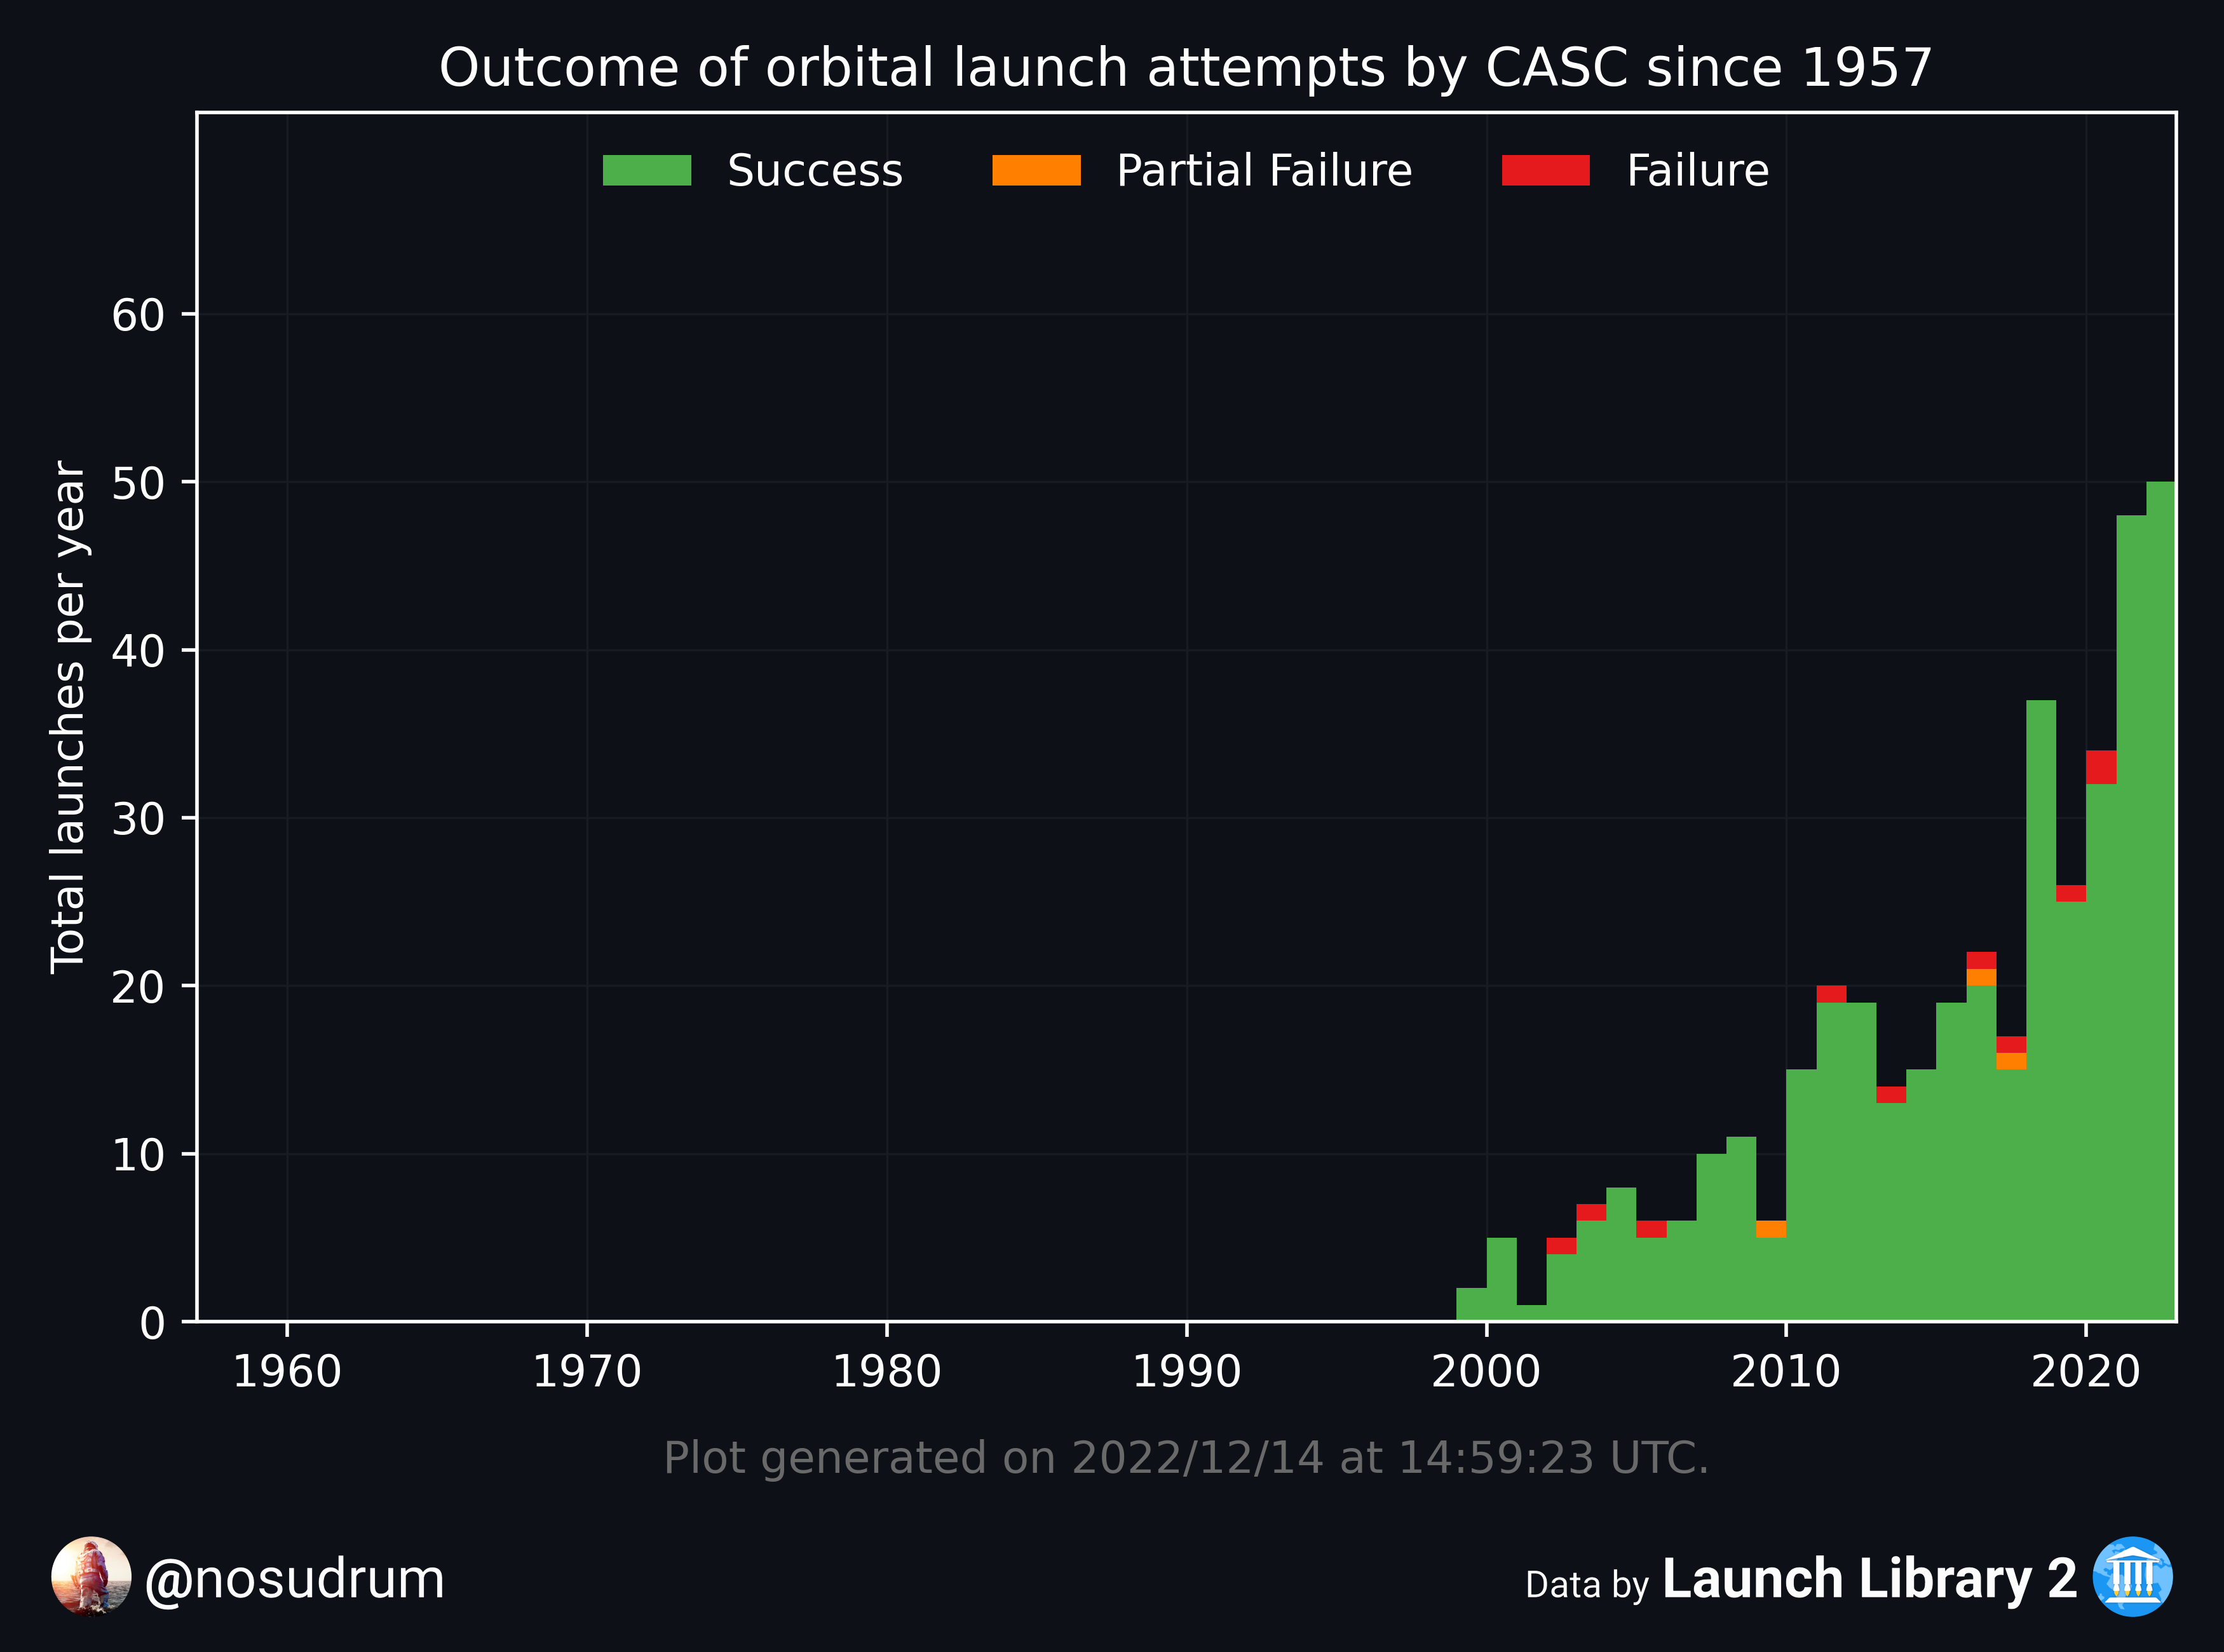 Outcome of orbital launch attempts by CASC since 1957
Success
Partial Failure
Failure
Total launches per year
60
50
40
30
20
10
0
1960
1970
1980
1990
2000
2010
2020
Plot generated on 2022/12/14 at 14:59:23 UTC.
@nosudrum
Data by Launch Library 2